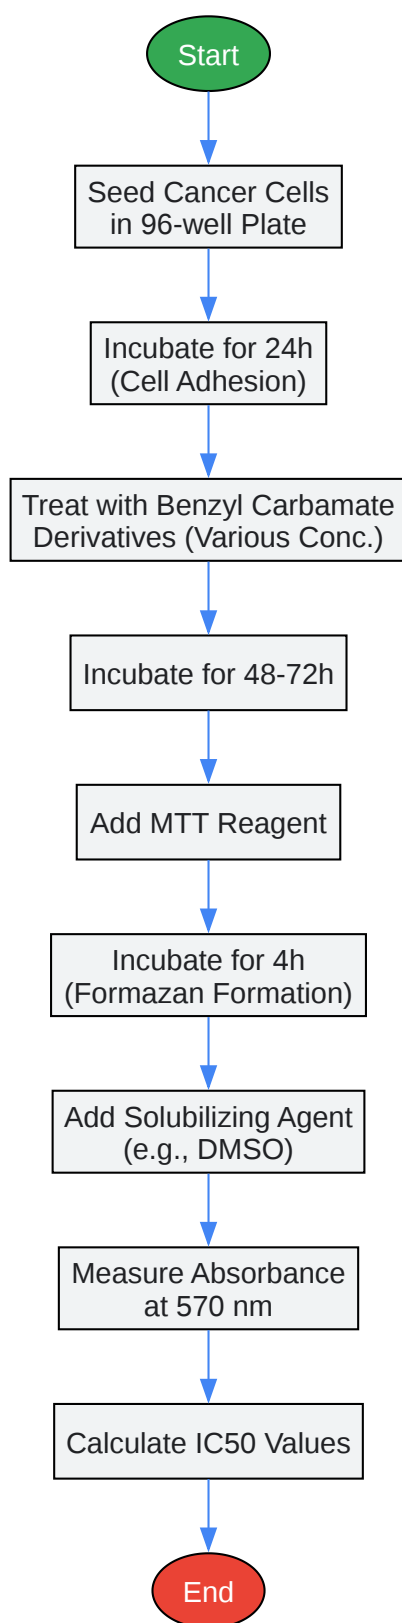 Start
Seed Cancer Cells
in 96-well Plate
Incubate for 24h
(Cell Adhesion)
Treat with Benzyl Carbamate
Derivatives (Various Conc.)
Incubate for 48-72h
Add MTT Reagent
Incubate for 4h
(Formazan Formation)
Add Solubilizing Agent
(e.g., DMSO)
Measure Absorbance
at 570 nm
Calculate IC50 Values
End